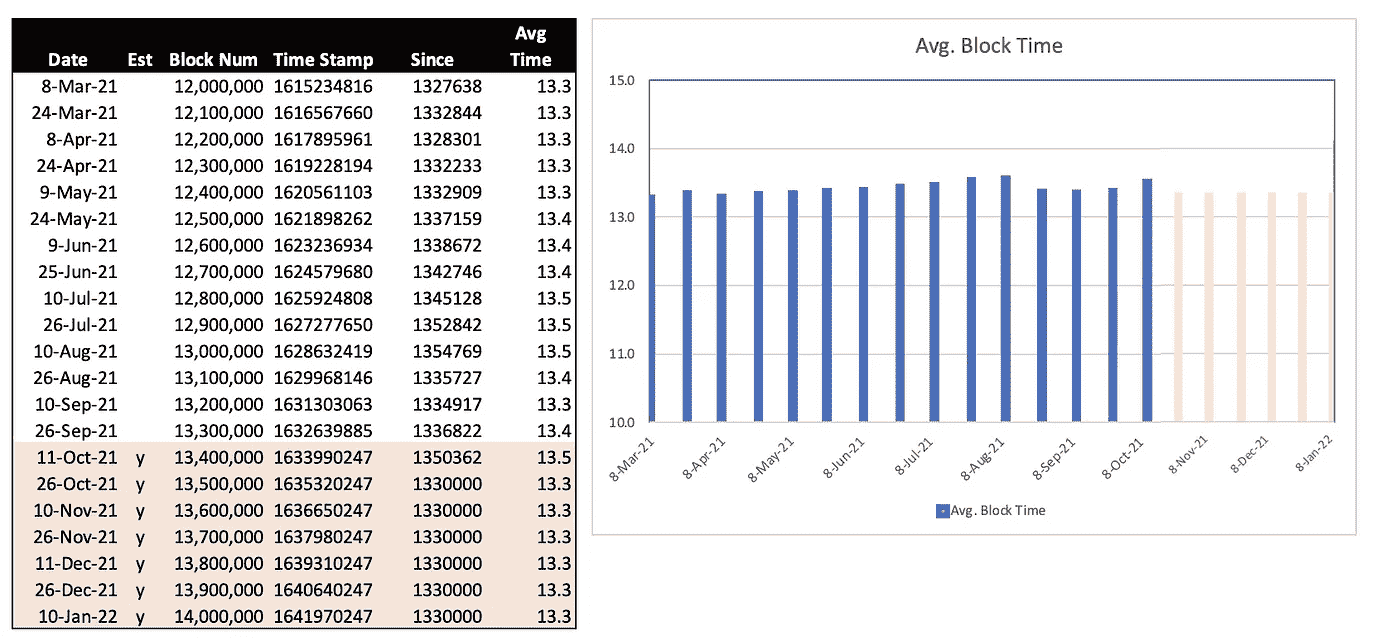 Avg
Date Est Block Num Time Stamp Since Time
8-Mar-21 12,000,000 1615234816 1327638 13.3
24-Mar-21 12,100,000 1616567660 1332844 13.3
8-Apr-21 12,200,000 1617895961 1328301 13.3
24-Apr-21 12,300,000 1619228194 1332233 13.3
9-May-21 12,400,000 1620561103 1332909 13.3
24-May-21 12,500,000 1621898262 1337159 13.4
9-Jun-21 12,600,000 1623236934 1338672 13.4
25-Jun-21 12,700,000 1624579680 1342746 13.4
10-Jul-21 12,800,000 1625924808 1345128 13.5
26-Jul-21 12,900,000 1627277650 1352842 13.5
10-Aug-21 13,000,000 1628632419 1354769 13.5
26-Aug-21 13,100,000 1629968146 1335727 13.4
10-Sep-21 13,200,000 1631303063 1334917 13.3
26-Sep-21 13,300,000 1632639885 1336822 13.4
11-Oct-21 y 13,400,000 1633990247 1350362 13.5
26-Oct-21 y 13,500,000 1635320247 1330000 13.3
10-Nov-21 y 13,600,000 1636650247 1330000 13.3
26-Nov-21 y 13,700,000 1637980247 1330000 13.3
11-Dec-21 y 13,800,000 1639310247 1330000 13.3
26-Dec-21 y 13,900,000 1640640247 1330000 13.3
10-Jan-22 y 14,000,000 1641970247 1330000 13.3
Avg. Block Time
15.0
14.0
13.0
12.0
11.0
10.0
8-Mar-21
8-Apr-21
8-May-21
8-Jun-21
8-Jul-21
8-Aug-21
8-Sep-21
8-Oct-21
8-Nov-21
8-Dec-21
8-Jan-22
Avg. Block Time